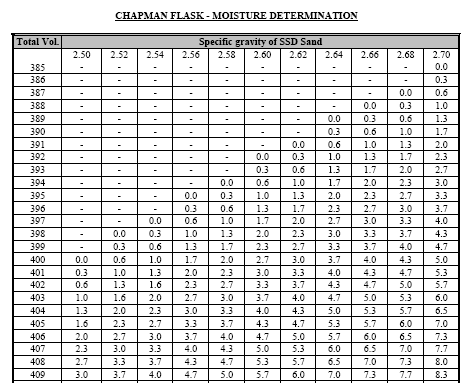 CHAPMAN FLASK - MOISTURE DETERMINATION
Total Vol. Specific gravity of SSD Sand
2.50 2.52 2.54 2.56 2.58 2.60 2.62 2.64 2.66 2.68 2.70
385 - - - - - - - - - - 0.0
386 - - - - - - - - - - 0.3
387 - - - - - - - - - 0.0 0.6
388 - - - - - - - - 0.0 0.3 1.0
389 - - - - - - - 0.0 0.3 0.6 1.3
390 - - - - - - - 0.3 0.6 1.0 1.7
391 - - - - - - 0.0 0.6 1.0 1.3 2.0
392 - - - - - 0.0 0.3 1.0 1.3 1.7 2.3
393 - - - - - 0.3 0.6 1.3 1.7 2.0 2.7
394 - - - - 0.0 0.6 1.0 1.7 2.0 2.3 3.0
395 - - - - 0.0 0.3 1.0 1.3 2.0 2.3 2.7 3.3
396 - - - - 0.3 0.6 1.3 1.7 2.3 2.7 3.0 3.7
397 - - 0.0 0.6 1.0 1.7 2.0 2.7 3.0 3.3 4.0
398 - 0.0 0.3 1.0 1.3 2.0 2.3 3.0 3.3 3.7 4.3
399 - 0.3 0.6 1.3 1.7 2.3 2.7 3.3 3.7 4.0 4.7
400 0.0 0.6 1.0 1.7 2.0 2.7 3.0 3.7 4.0 4.3 5.0
401 0.3 1.0 1.3 2.0 2.3 3.0 3.3 4.0 4.3 4.7 5.3
402 0.6 1.3 1.6 2.3 2.7 3.3 3.7 4.3 4.7 5.0 5.7
403 1.0 1.6 2.0 2.7 3.0 3.7 4.0 4.7 5.0 5.3 6.0
404 1.3 2.0 2.3 3.0 3.3 4.0 4.3 5.0 5.3 5.7 6.5
405 1.6 2.3 2.7 3.3 3.7 4.3 4.7 5.3 5.7 6.0 7.0
406 2.0 2.7 3.0 3.7 4.0 4.7 5.0 5.7 6.0 6.5 7.3
407 2.3 3.0 3.3 4.0 4.3 5.0 5.3 6.0 6.5 7.0 7.7
408 2.7 3.3 3.7 4.3 4.7 5.3 5.7 6.5 7.0 7.3 8.0
409 3.0 3.7 4.0 4.7 5.0 5.7 6.0 7.0 7.3 7.7 8.3